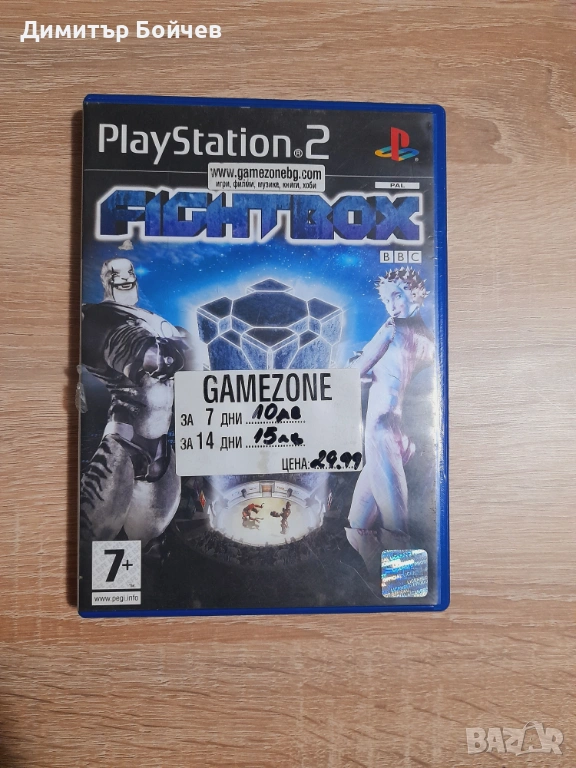 Димитър Бойчев
PlayStation®2
www.gamezonebg.com
игри, филми, музика, книги, хоби
PAL
FIGHTBOX
BBC
GAMEZONE
ЗА 7 ДНИ 10лв
ЗА 14 ДНИ 15лв
ЦЕНА: 29.99
7+
www.pegi.info
BAZAR